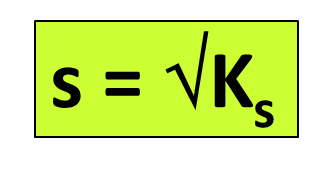 s = √Kₛ